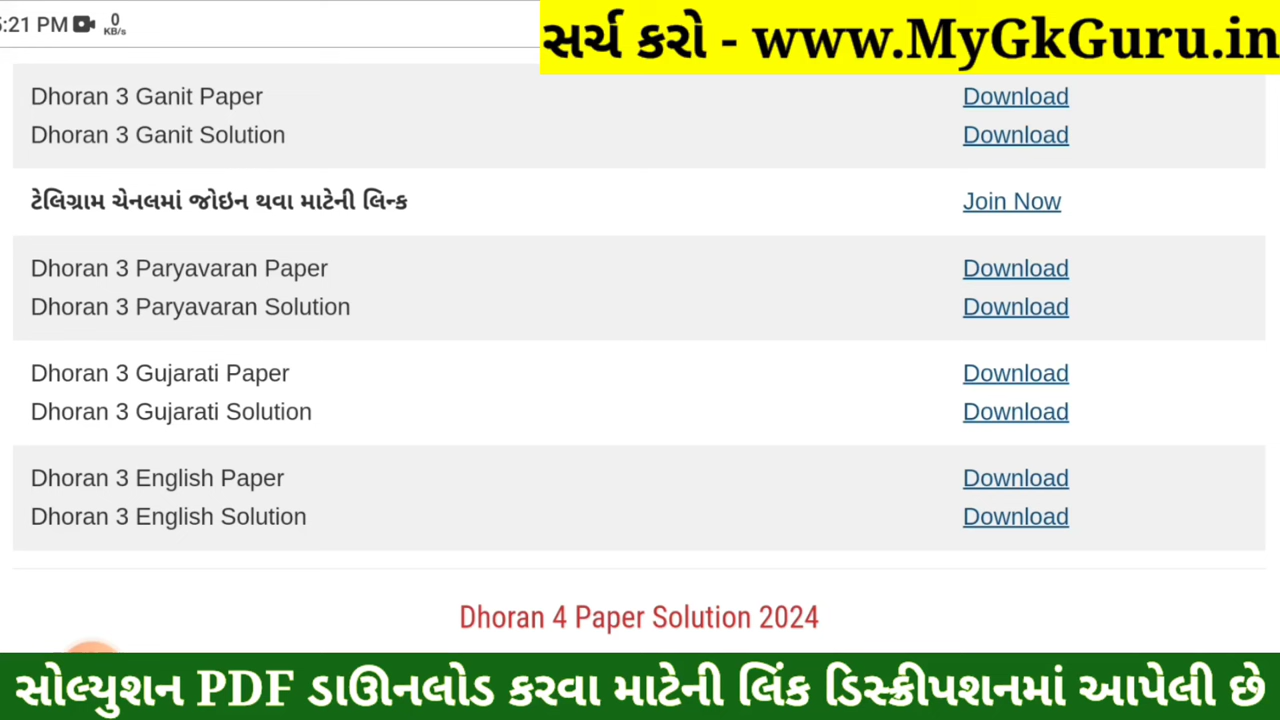 5:21 PM 0 KB/s
સર્ચ કરો - www.MyGkGuru.in
Dhoran 3 Ganit Paper Download
Dhoran 3 Ganit Solution Download
ટેલિગ્રામ ચેનલમાં જોઇન થવા માટેની લિન્ક Join Now
Dhoran 3 Paryavaran Paper Download
Dhoran 3 Paryavaran Solution Download
Dhoran 3 Gujarati Paper Download
Dhoran 3 Gujarati Solution Download
Dhoran 3 English Paper Download
Dhoran 3 English Solution Download
Dhoran 4 Paper Solution 2024
સોલ્યુશન PDF ડાઊનલોડ કરવા માટેની લિંક ડિસ્ક્રીપશનમાં આપેલી છે